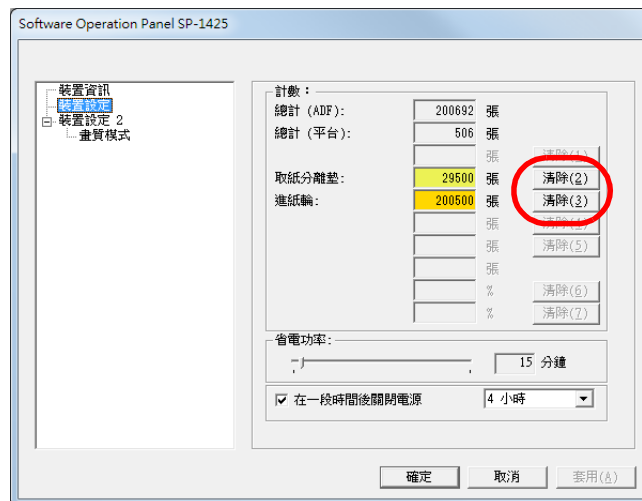 Software Operation Panel SP-1425
裝置資訊
裝置設定
裝置設定 2
畫質模式
計數：
總計 (ADF): 200692 張
總計 (平台): 506 張
張 清除(1)
取紙分離墊: 29500 張 清除(2)
進紙輪: 200500 張 清除(3)
張 清除(4)
張 清除(5)
張
% 清除(6)
% 清除(7)
省電功率:
15 分鐘
在一段時間後關閉電源 4 小時
確定 取消 套用(A)